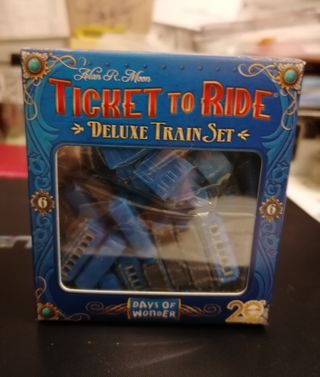 Alan R. Moon
TICKET TO RIDE
DELUXE TRAIN SET
6 6
DAYS OF
WONDER
20